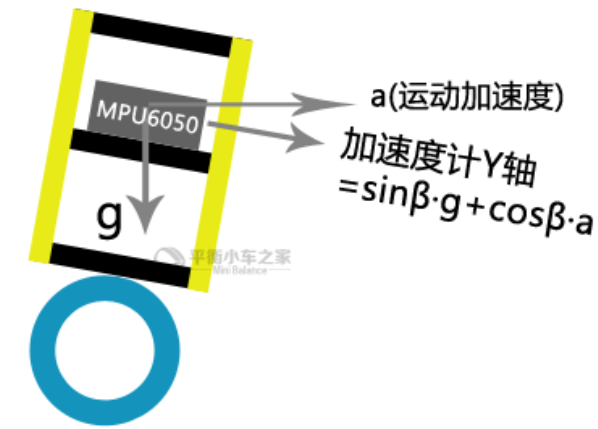 a(运动加速度)
MPU6050
加速度计Y轴
=sinβ·g+cosβ·a
g
平衡小车之家
Mini Balance